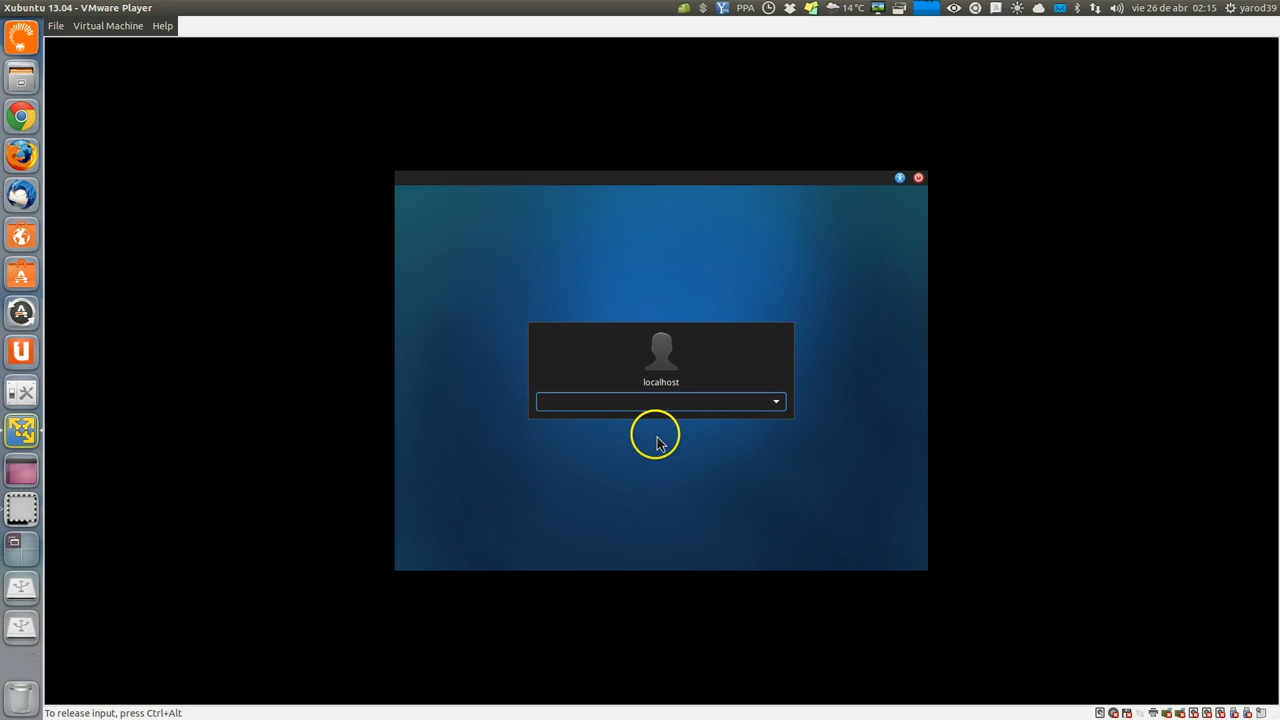 Xubuntu 13.04 - VMware Player
PPA
14 °C
vie 26 de abr 02:15
yarod39
File Virtual Machine Help
localhost
To release input, press Ctrl+Alt